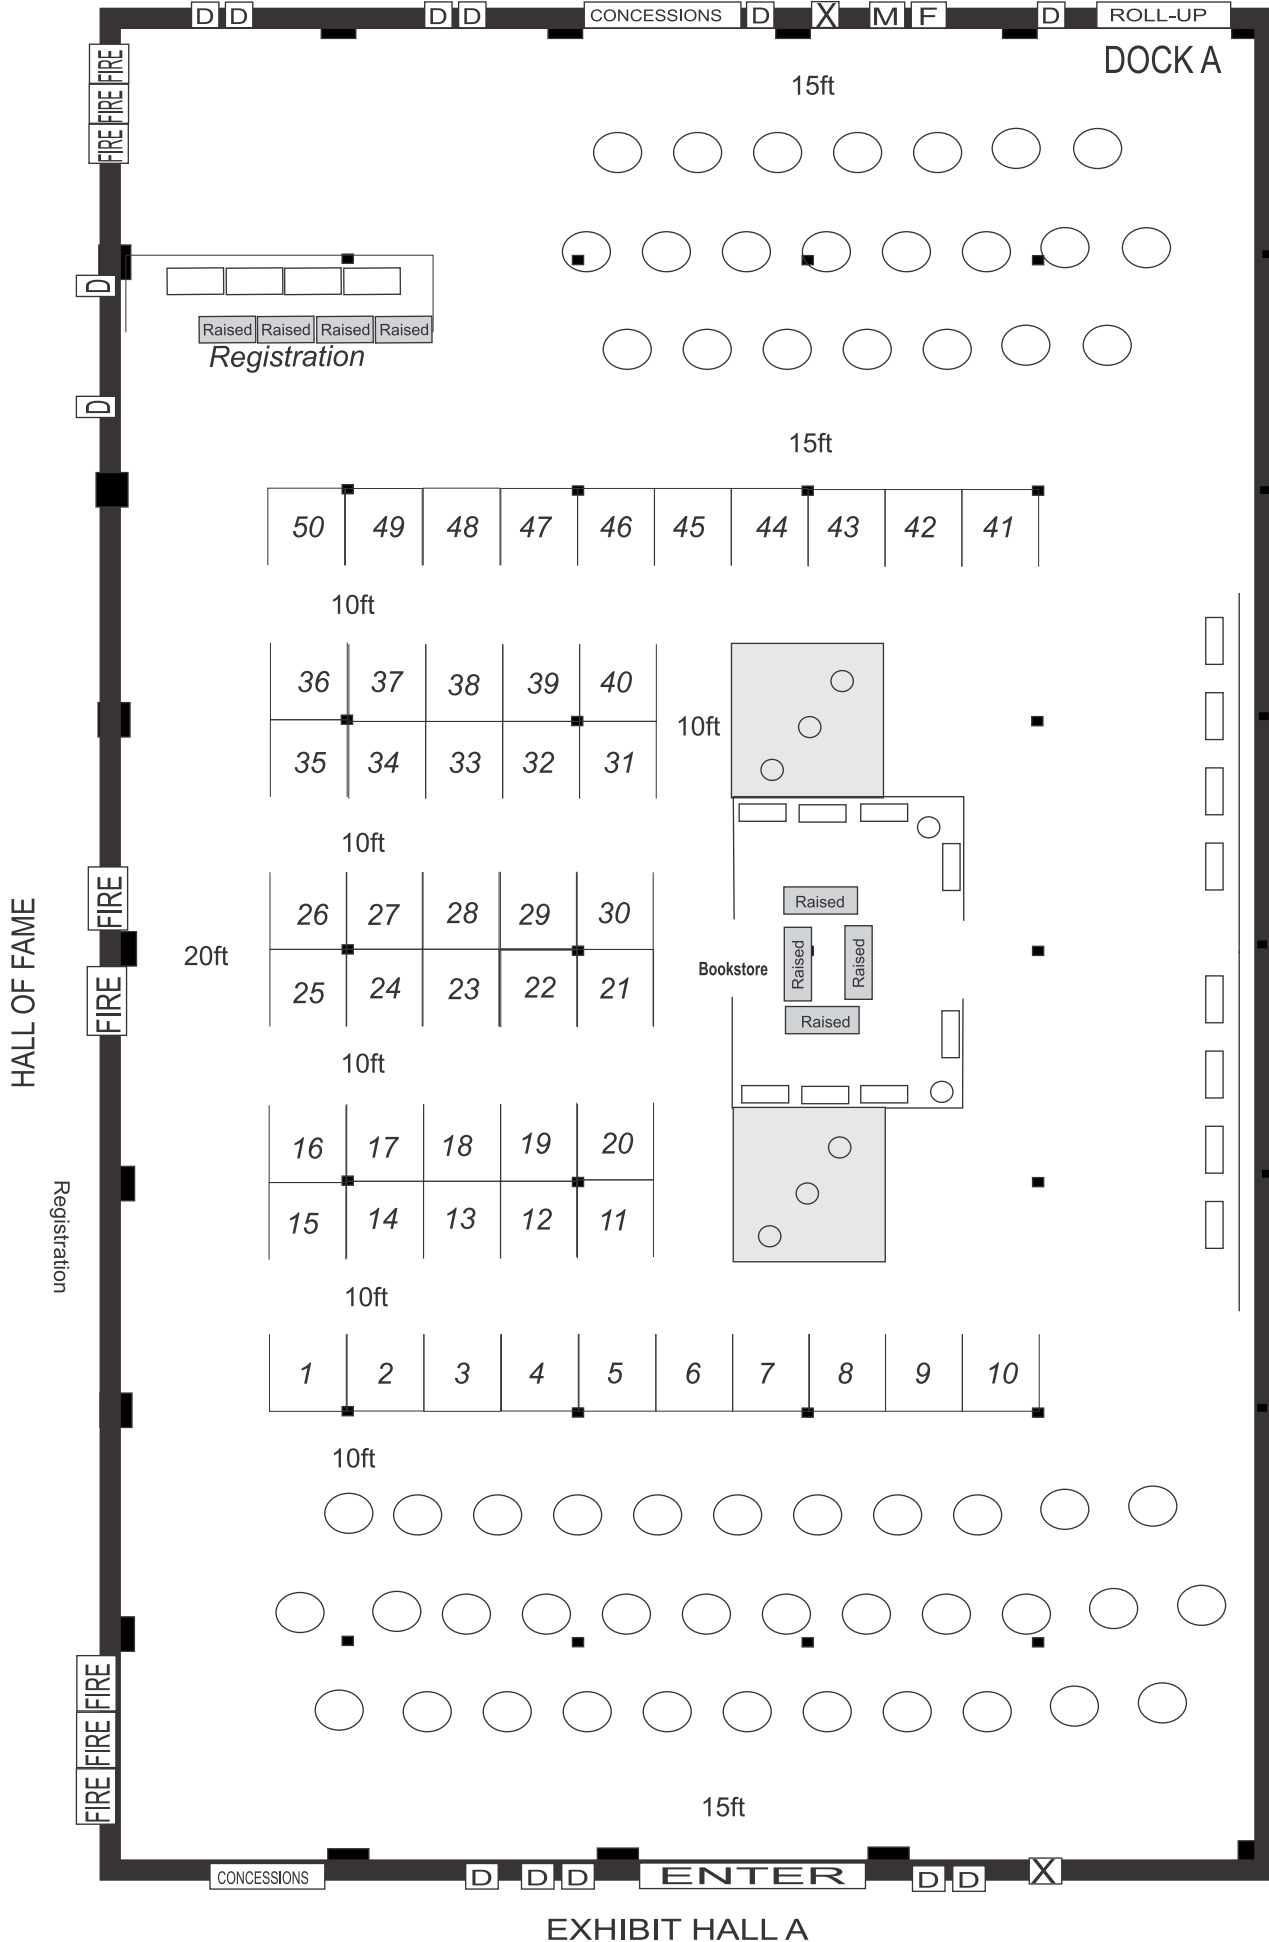 D D D D CONCESSIONS D X M F D ROLL-UP
DOCK A
FIRE FIRE
FIRE FIRE
FIRE FIRE
15ft
D
Raised Raised Raised Raised
Registration
D
15ft
50 49 48 47 46 45 44 43 42 41
10ft
36 37 38 39 40
10ft
35 34 33 32 31
10ft
FIRE
26 27 28 29 30
Raised
HALL OF FAME
20ft
Bookstore
Raised
Raised
FIRE
25 24 23 22 21
Raised
10ft
16 17 18 19 20
Registration
15 14 13 12 11
10ft
1 2 3 4 5 6 7 8 9 10
10ft
FIRE FIRE
FIRE FIRE
FIRE FIRE
15ft
CONCESSIONS D D D ENTER D D X
EXHIBIT HALL A